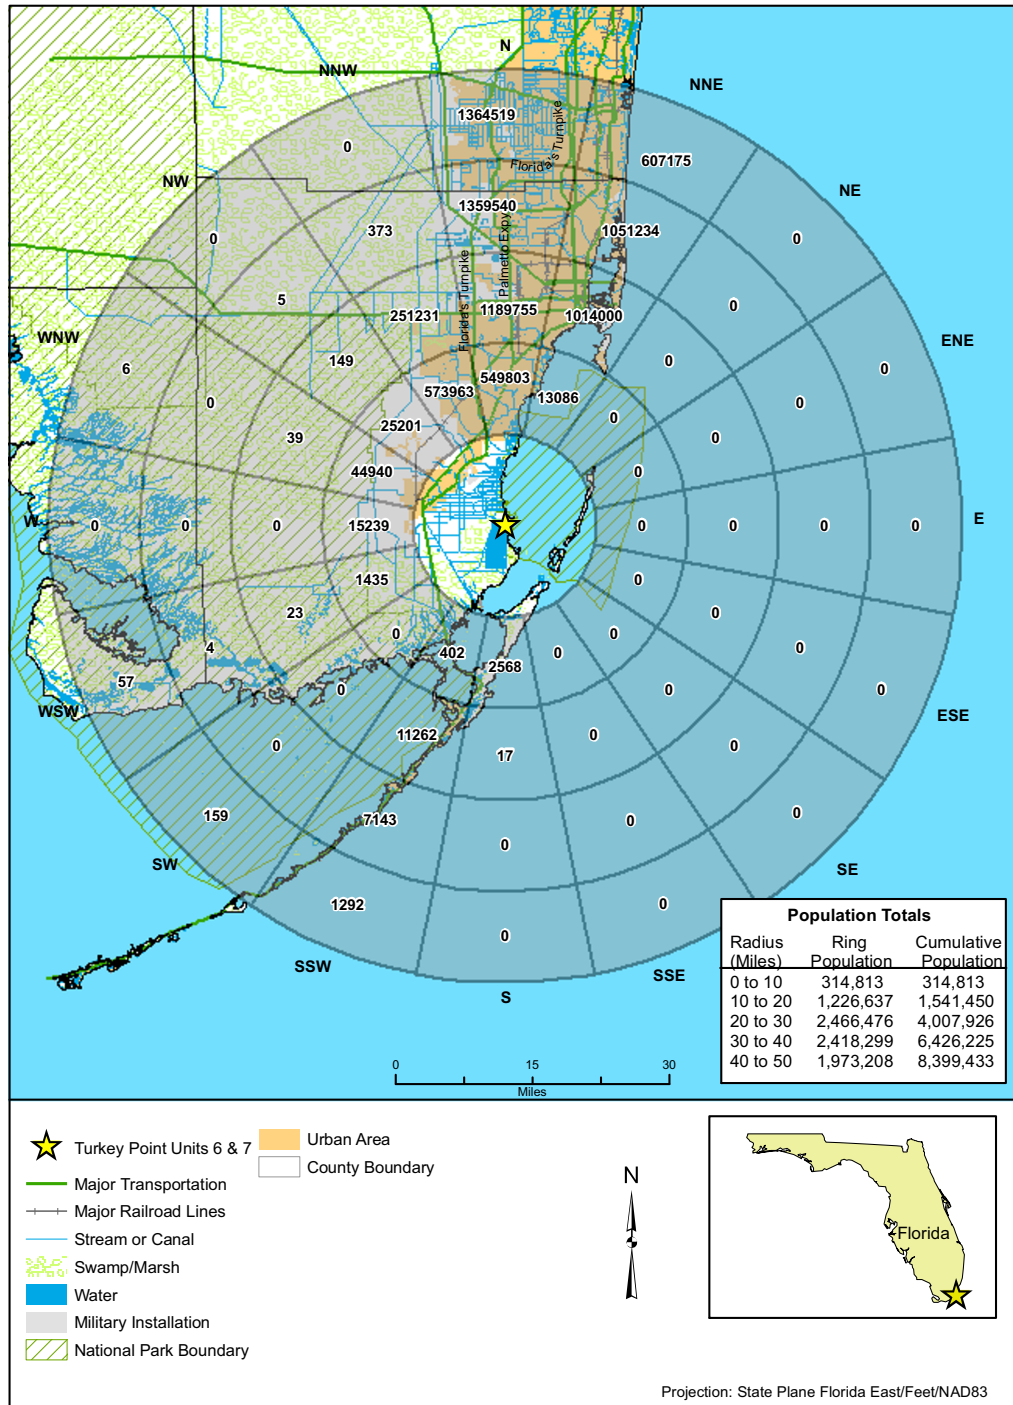 N
NNW
NNE
1364519
0
Florida's Turnpike
607175
NW
NE
1359540
373
Palmetto Expy
1051234
0
0
Florida's Turnpike
5
251231
1189755
1014000
0
WNW
ENE
149
0
6
549803
0
573963
13086
0
0
25201
0
39
0
44940
0
W
0
0
0
15239
0
0
0
0
E
1435
0
23
0
0
0
4
402
2568
0
57
0
0
0
WSW
ESE
11262
0
0
0
17
159
7143
0
0
0
SW
SE
1292
0
0
SSW
SSE
S
Population Totals
Radius (Miles) Ring Population Cumulative Population
0 to 10 314,813 314,813
10 to 20 1,226,637 1,541,450
20 to 30 2,466,476 4,007,926
30 to 40 2,418,299 6,426,225
40 to 50 1,973,208 8,399,433
0 15 30
Miles
Turkey Point Units 6 & 7
Urban Area
County Boundary
Major Transportation
Major Railroad Lines
Stream or Canal
Swamp/Marsh
Water
Military Installation
National Park Boundary
N
Florida
Projection: State Plane Florida East/Feet/NAD83